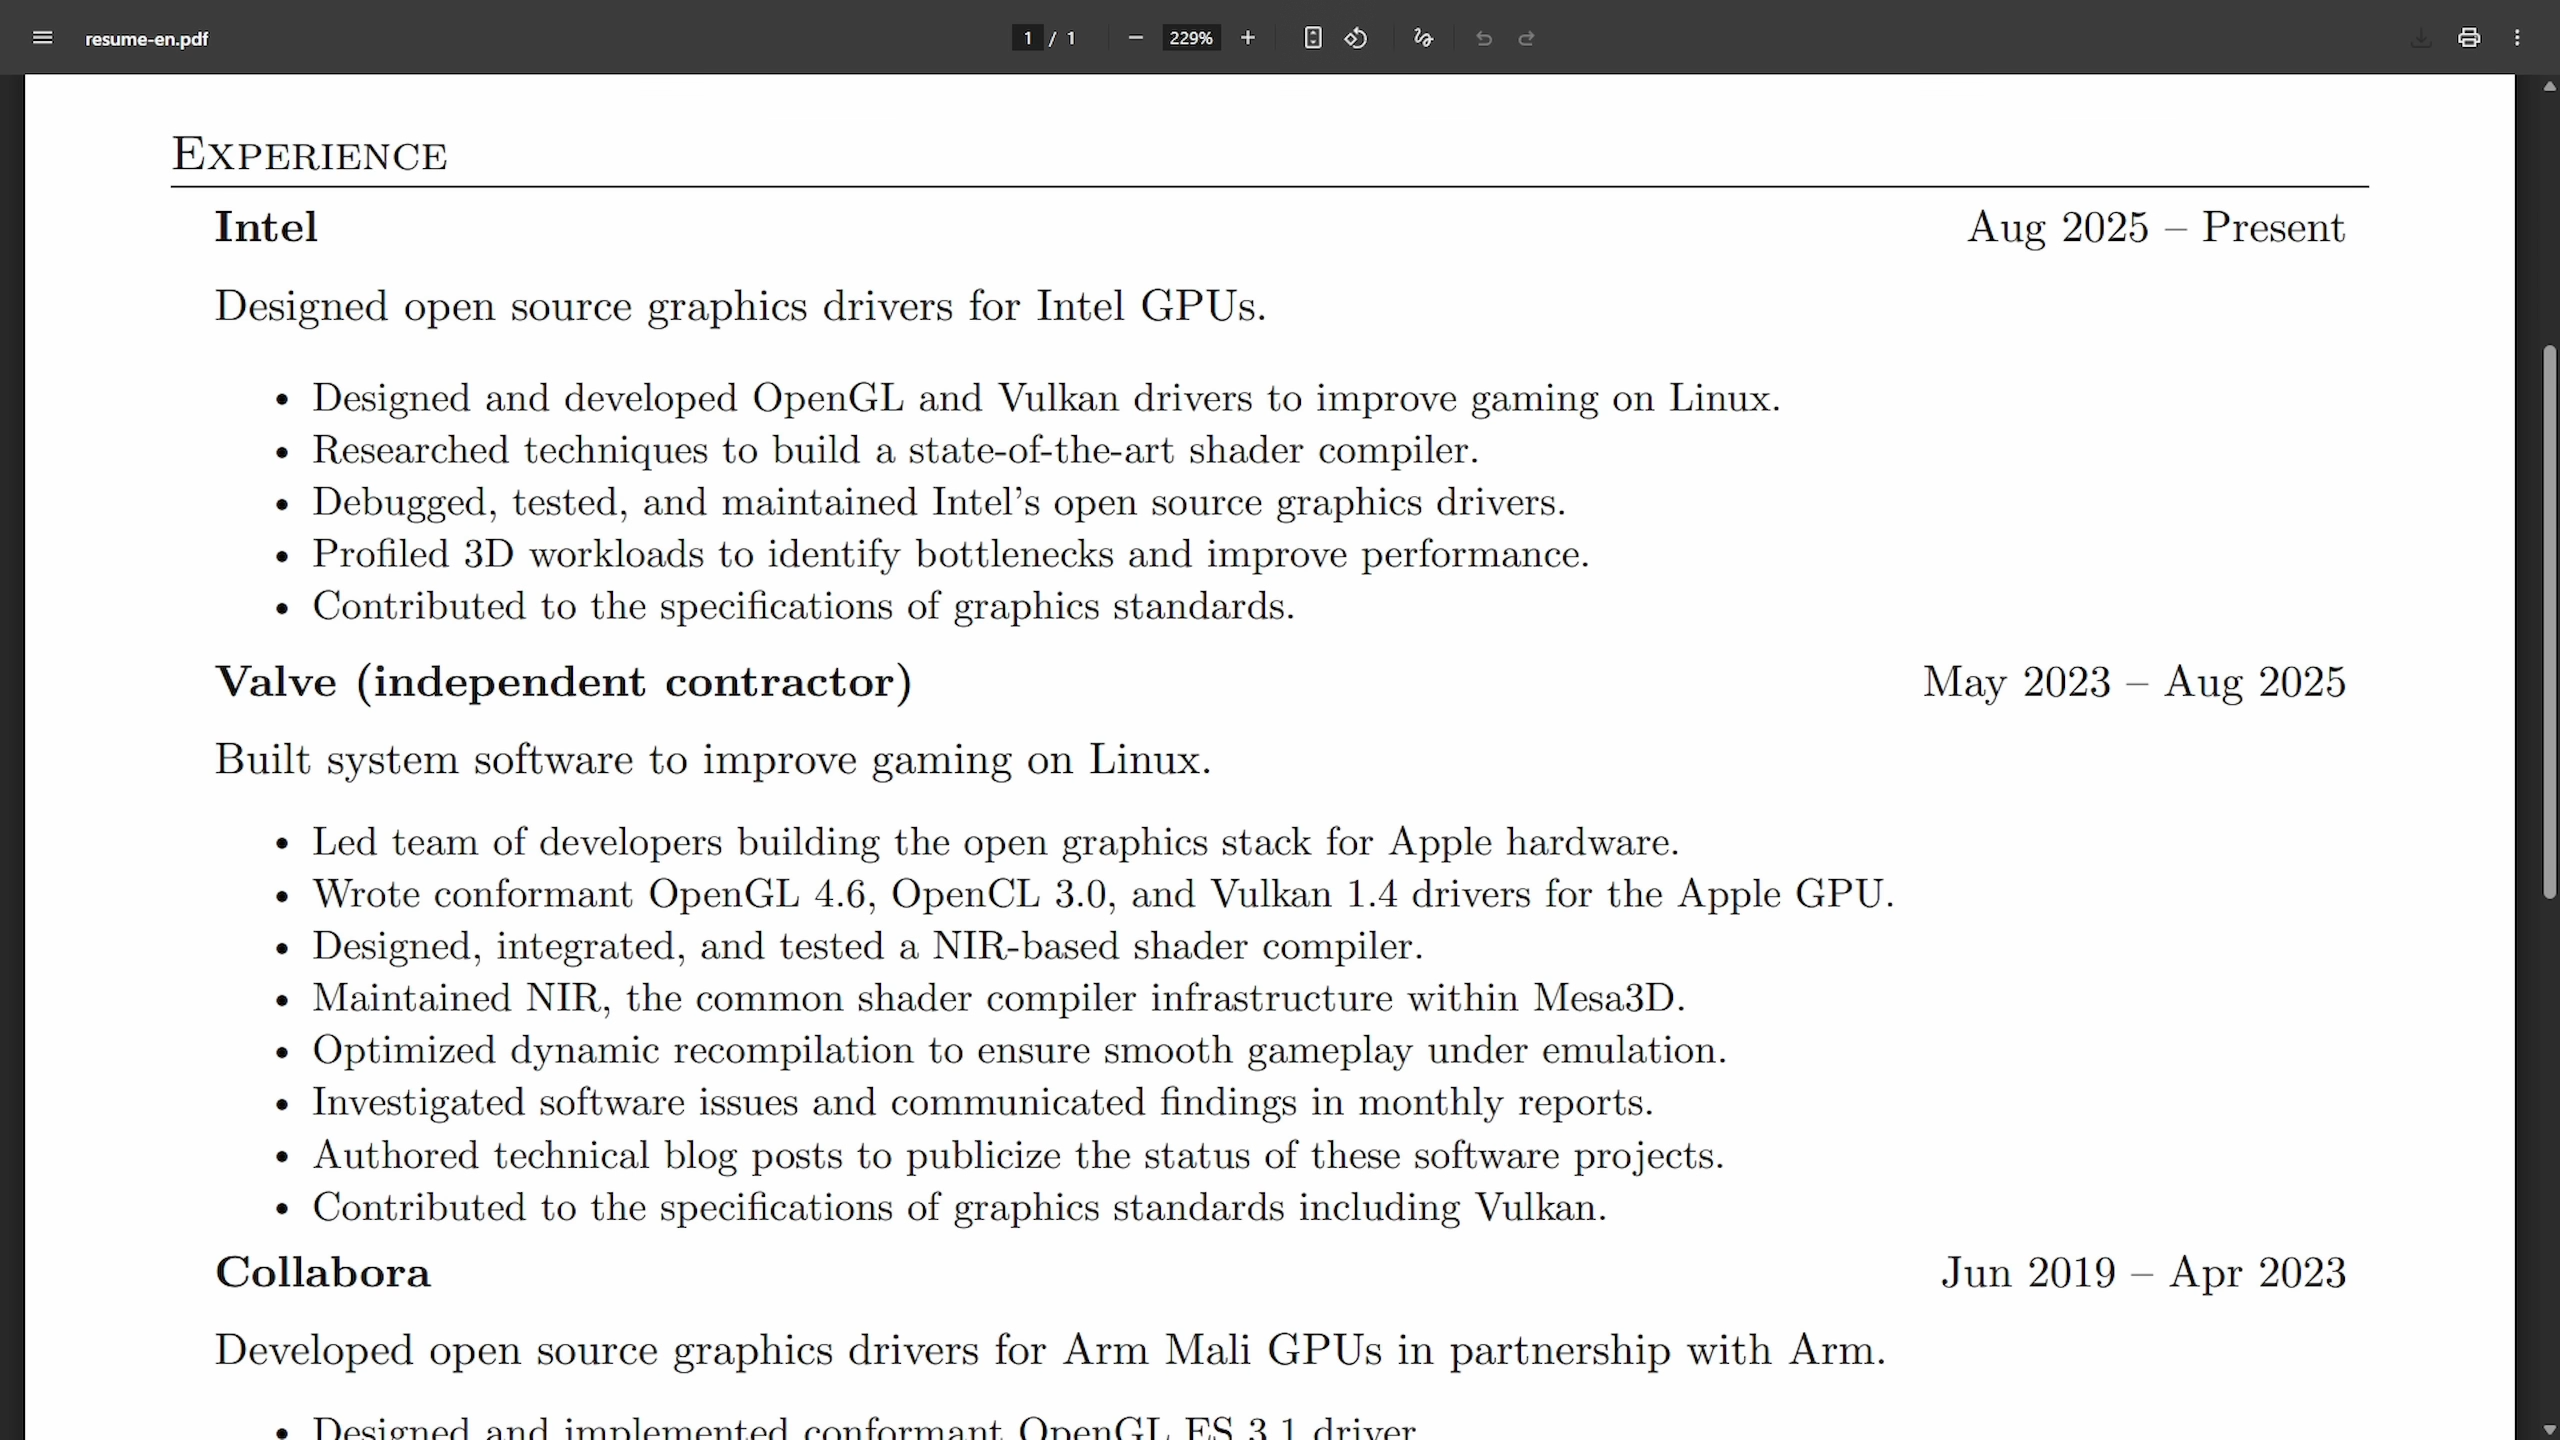 resume-en.pdf
1 / 1
229%
EXPERIENCE
Intel Aug 2025 – Present
Designed open source graphics drivers for Intel GPUs.
• Designed and developed OpenGL and Vulkan drivers to improve gaming on Linux.
• Researched techniques to build a state-of-the-art shader compiler.
• Debugged, tested, and maintained Intel’s open source graphics drivers.
• Profiled 3D workloads to identify bottlenecks and improve performance.
• Contributed to the specifications of graphics standards.
Valve (independent contractor) May 2023 – Aug 2025
Built system software to improve gaming on Linux.
• Led team of developers building the open graphics stack for Apple hardware.
• Wrote conformant OpenGL 4.6, OpenCL 3.0, and Vulkan 1.4 drivers for the Apple GPU.
• Designed, integrated, and tested a NIR-based shader compiler.
• Maintained NIR, the common shader compiler infrastructure within Mesa3D.
• Optimized dynamic recompilation to ensure smooth gameplay under emulation.
• Investigated software issues and communicated findings in monthly reports.
• Authored technical blog posts to publicize the status of these software projects.
• Contributed to the specifications of graphics standards including Vulkan.
Collabora Jun 2019 – Apr 2023
Developed open source graphics drivers for Arm Mali GPUs in partnership with Arm.
• Designed and implemented conformant OpenGL ES 3.1 driver